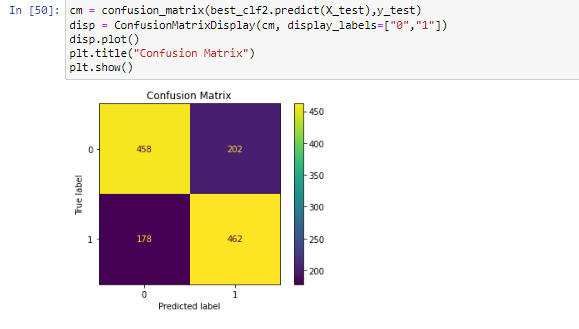 In [50]: cm = confusion_matrix(best_clf2.predict(X_test),y_test)
disp = ConfusionMatrixDisplay(cm, display_labels=["0","1"])
disp.plot()
plt.title("Confusion Matrix")
plt.show()
Confusion Matrix
0 458 202
1 178 462
0 1
True label
Predicted label
450
400
350
300
250
200